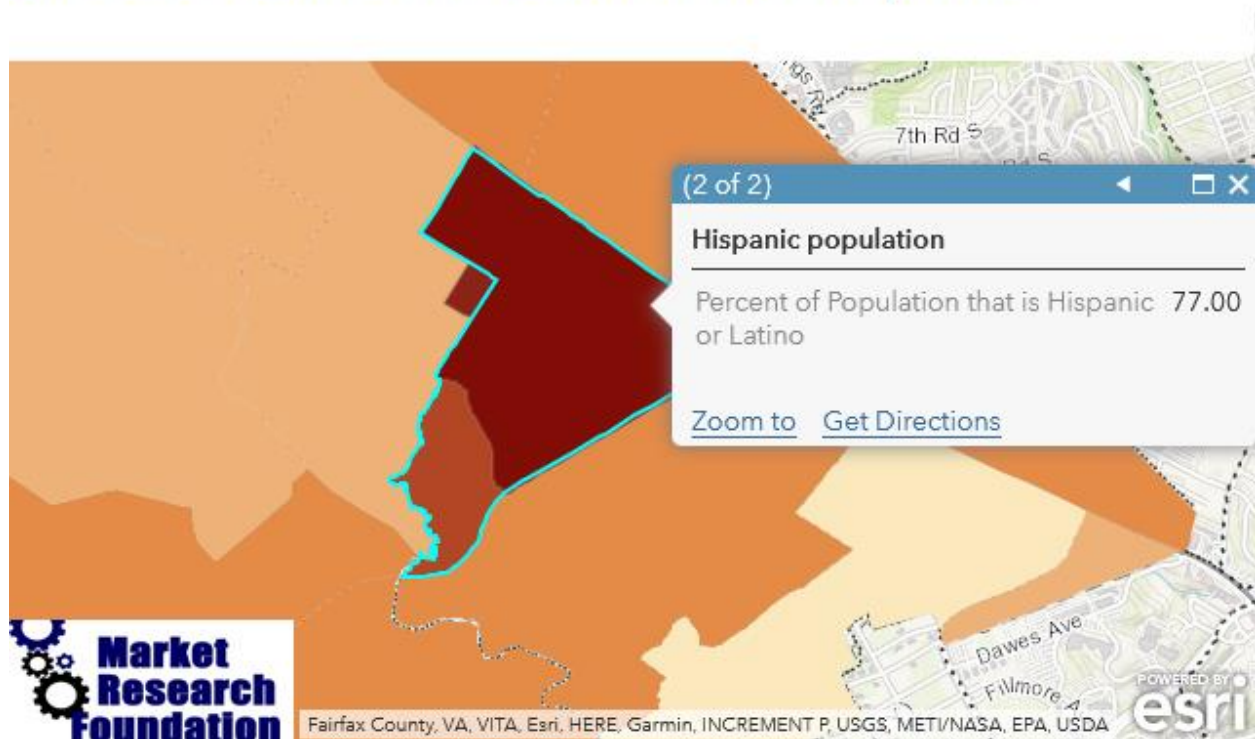 7th Rd S
(2 of 2)
Hispanic population
Percent of Population that is Hispanic 77.00
or Latino
Zoom to Get Directions
Dawes Ave
Fillmore A
Market
Research
Foundation
POWERED BY
esri
Fairfax County, VA, VITA, Esri, HERE, Garmin, INCREMENT P, USGS, METI/NASA, EPA, USDA